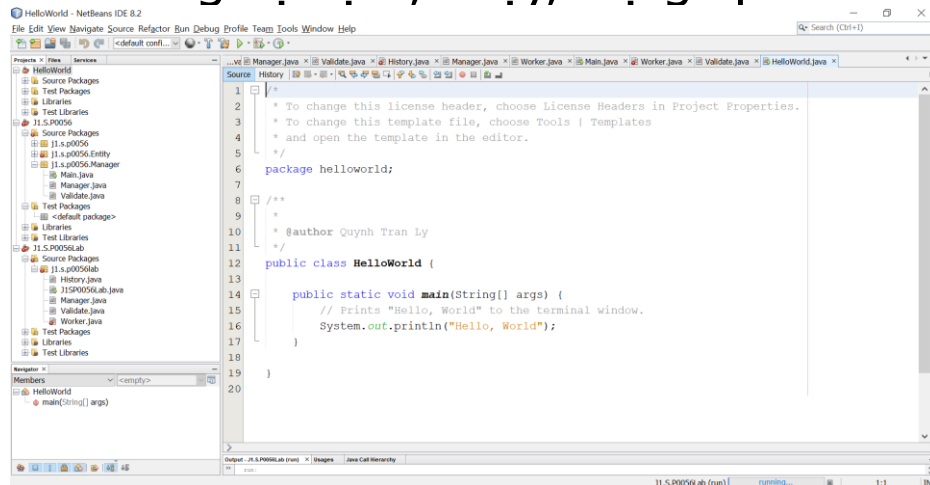 HelloWorld - NetBeans IDE 8.2
File Edit View Navigate Source Refactor Run Debug Profile Team Tools Window Help
Search (Ctrl+I)
<default confi...
Projects × Files Services
HelloWorld
Source Packages
Test Packages
Libraries
Test Libraries
J1.S.P0056
Source Packages
j1.s.p0056
j1.s.p0056.Entity
j1.s.p0056.Manager
Main.java
Manager.java
Validate.java
Test Packages
<default package>
Libraries
Test Libraries
J1.S.P0056Lab
Source Packages
j1.s.p0056lab
History.java
J1SP0056Lab.java
Manager.java
Validate.java
Worker.java
Test Packages
Libraries
Test Libraries
Navigator ×
Members <empty>
HelloWorld
main(String[] args)
...va Manager.java × Validate.java × History.java × Manager.java × Worker.java × Main.java × Worker.java × Validate.java × HelloWorld.java ×
Source History
1 /*
2 * To change this license header, choose License Headers in Project Properties.
3 * To change this template file, choose Tools | Templates
4 * and open the template in the editor.
5 */
6 package helloworld;
7
8 /**
9 *
10 * @author Quynh Tran Ly
11 */
12 public class HelloWorld {
13
14 public static void main(String[] args) {
15 // Prints "Hello, World" to the terminal window.
16 System.out.println("Hello, World");
17 }
18
19 }
20
Output - J1.S.P0056Lab (run) × Usages Java Call Hierarchy
run:
J1.S.P0056Lab (run) running... 1:1